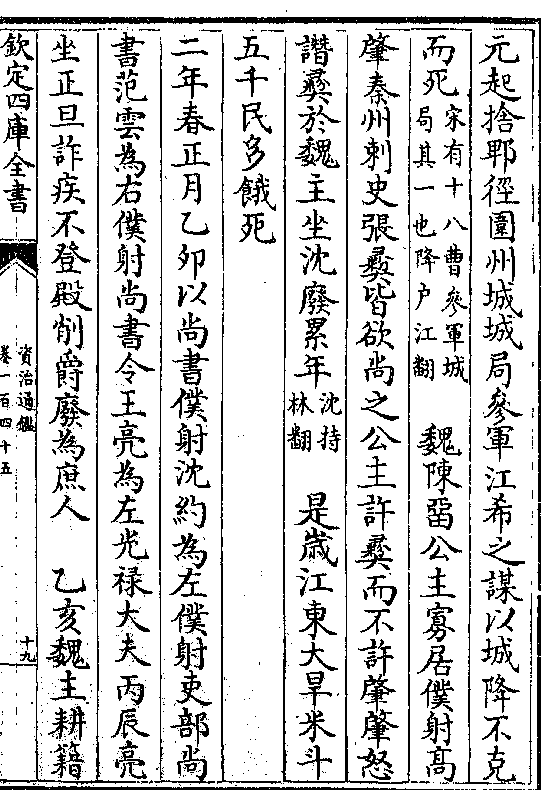 元起捨郫徑圍州城城局參軍江希之謀以城降不克
而死宋有十八曹參軍城局其一也降户江翻　魏陳留公主寡居僕射髙
肇秦州刺史張彞皆欲尚之公主許彞而不許肇肇怒
譖彞於魏主坐沈廢累年沈持林翻　是歲江東大旱米斗
五千民多餓死
二年春正月乙卯以尚書僕射沈約為左僕射吏部尚
書范雲為右僕射尚書令王亮為左光禄大夫丙辰亮
坐正旦詐疾不登殿削爵廢為庶人　乙亥魏主耕籍
欽定四庫全書
資治通鑑
卷一百四十五
十九